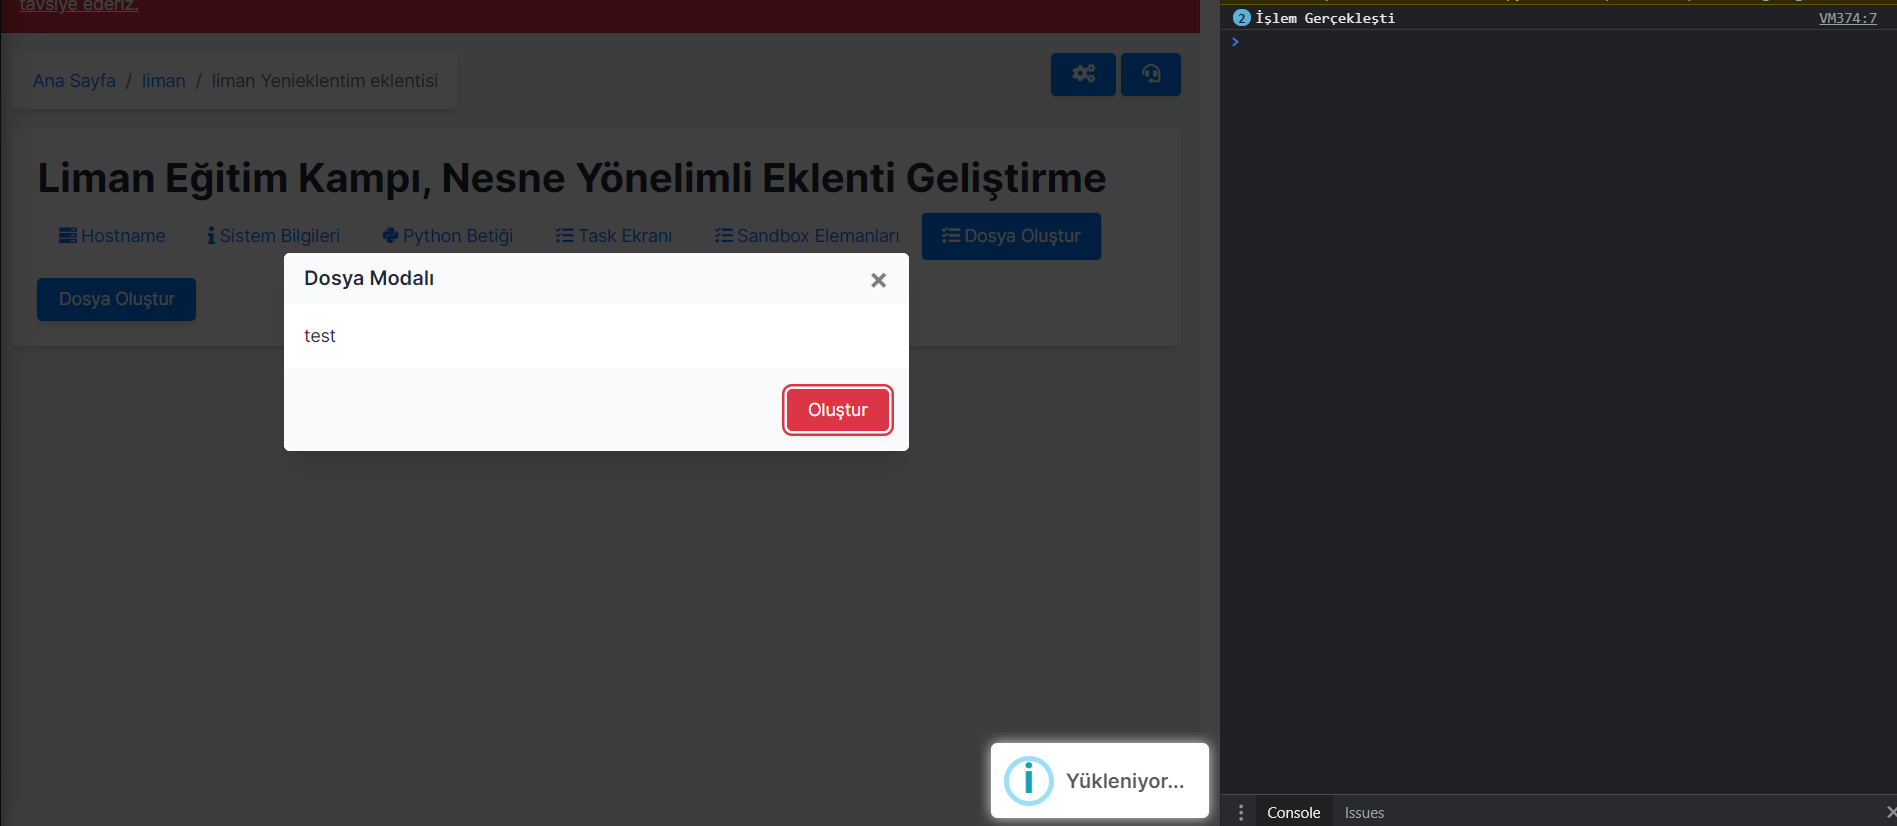 tavsiye ederiz.
Ana Sayfa / liman / liman Yenieklentim eklentisi
Liman Eğitim Kampı, Nesne Yönelimli Eklenti Geliştirme
Hostname Sistem Bilgileri Python Betiği Task Ekranı Sandbox Elemanları Dosya Oluştur
Dosya Oluştur
Dosya Modalı
test
Oluştur
Yükleniyor...
2 İşlem Gerçekleşti VM374:7
Console Issues